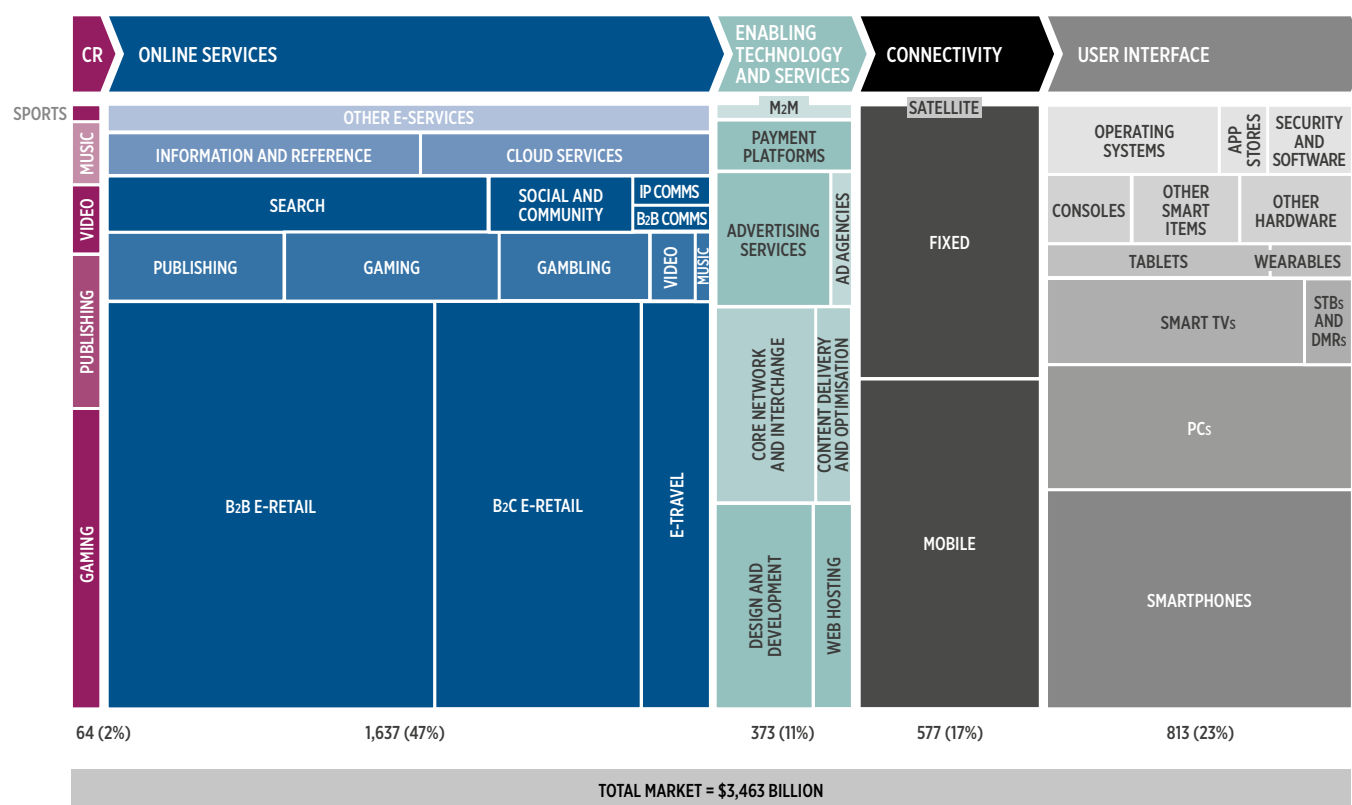 CR
ONLINE SERVICES
ENABLING
TECHNOLOGY
AND SERVICES
CONNECTIVITY
USER INTERFACE
SPORTS
MUSIC
VIDEO
PUBLISHING
GAMING
OTHER E-SERVICES
INFORMATION AND REFERENCE
CLOUD SERVICES
SEARCH
SOCIAL AND
COMMUNITY
IP COMMS
B2B COMMS
PUBLISHING
GAMING
GAMBLING
VIDEO
MUSIC
B2B E-RETAIL
B2C E-RETAIL
E-TRAVEL
M2M
PAYMENT
PLATFORMS
ADVERTISING
SERVICES
AD AGENCIES
CORE NETWORK
AND INTERCHANGE
CONTENT DELIVERY
AND OPTIMISATION
DESIGN AND
DEVELOPMENT
WEB HOSTING
SATELLITE
FIXED
MOBILE
OPERATING
SYSTEMS
APP
STORES
SECURITY
AND
SOFTWARE
CONSOLES
OTHER
SMART
ITEMS
OTHER
HARDWARE
TABLETS
WEARABLES
SMART TVs
STBs
AND
DMRs
PCs
SMARTPHONES
64 (2%)
1,637 (47%)
373 (11%)
577 (17%)
813 (23%)
TOTAL MARKET = $3,463 BILLION